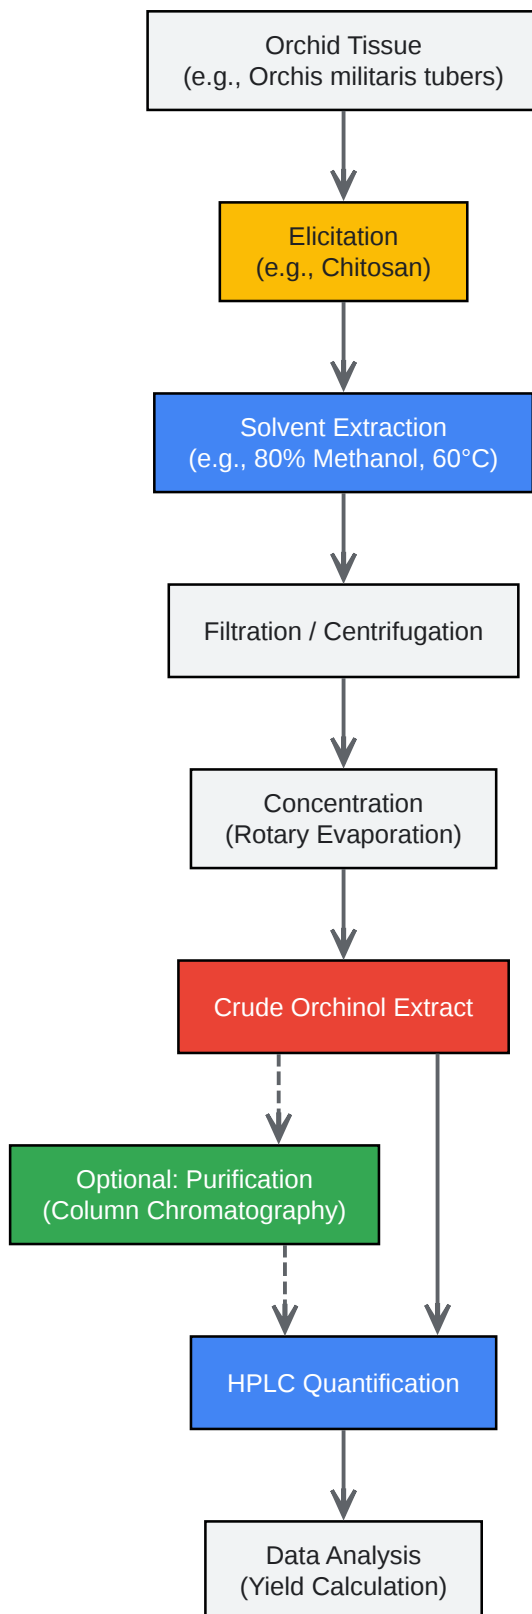 Orchid Tissue
(e.g., Orchis militaris tubers)
Elicitation
(e.g., Chitosan)
Solvent Extraction
(e.g., 80% Methanol, 60°C)
Filtration / Centrifugation
Concentration
(Rotary Evaporation)
Crude Orchinol Extract
Optional: Purification
(Column Chromatography)
HPLC Quantification
Data Analysis
(Yield Calculation)